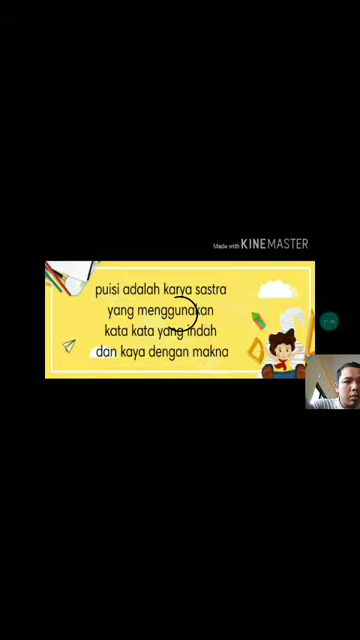 Made with KINEMASTER
puisi adalah karya sastra
yang menggunakan
kata kata yang indah
dan kaya dengan makna